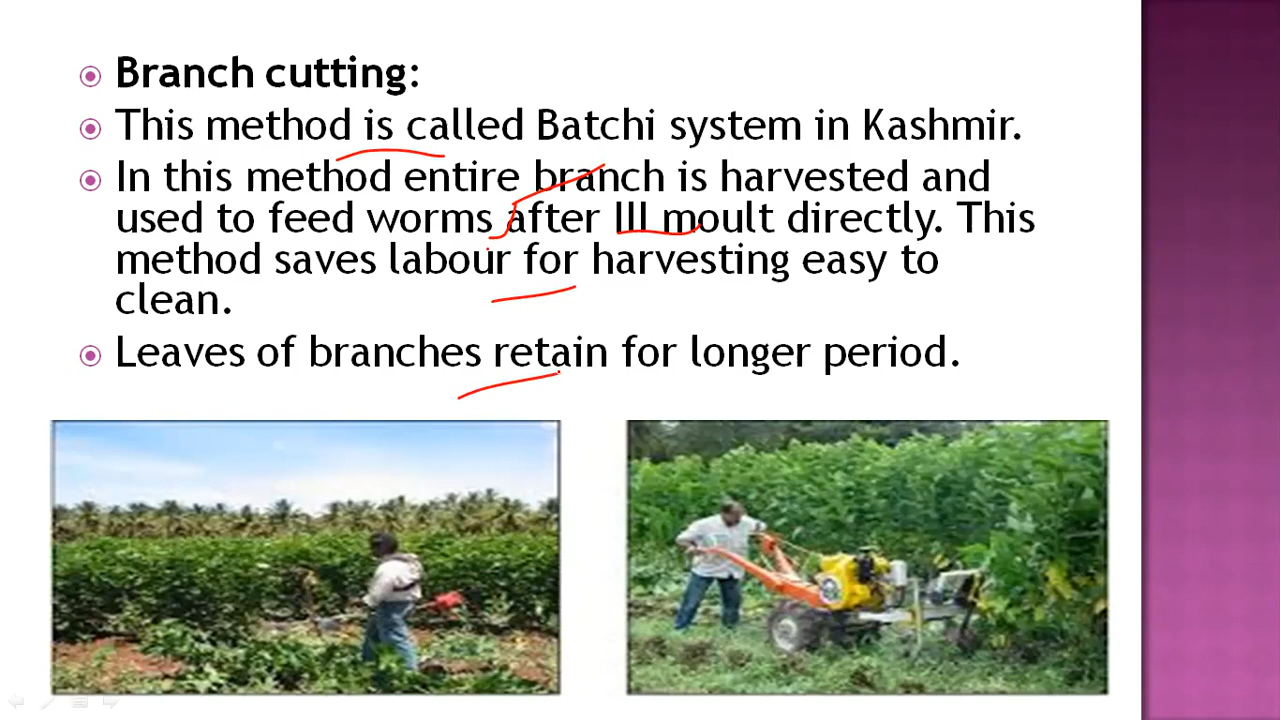 Branch cutting:
This method is called Batchi system in Kashmir.
In this method entire branch is harvested and
used to feed worms after III moult directly. This
method saves labour for harvesting easy to
clean.
Leaves of branches retain for longer period.